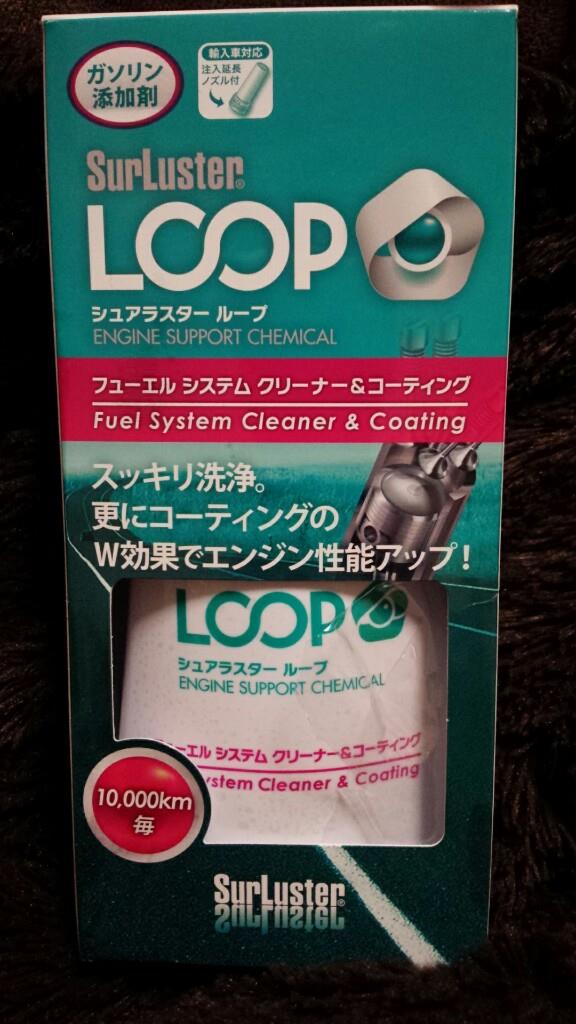 ガソリン
添加剤
輸入車対応
注入延長
ノズル付
SurLuster®
LOOP
シュアラスター ループ
ENGINE SUPPORT CHEMICAL
フューエル システム クリーナー&コーティング
Fuel System Cleaner & Coating
スッキリ洗浄。
更にコーティングの
W効果でエンジン性能アップ!
LOOP
シュアラスター ループ
ENGINE SUPPORT CHEMICAL
ーエル システム クリーナー&コーティング
ystem Cleaner & Coating
10,000km
毎
SurLuster®